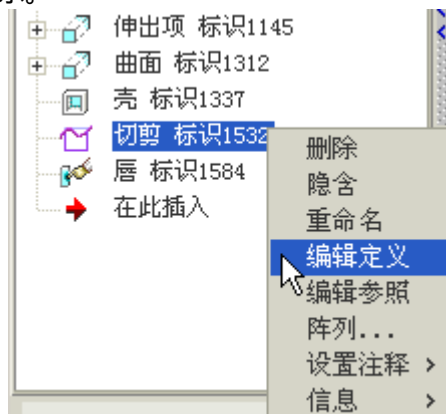 伸出项 标识1145
曲面 标识1312
壳 标识1337
切剪 标识1532
唇 标识1584
在此插入
删除
隐含
重命名
编辑定义
编辑参照
阵列...
设置注释 >
信息 >